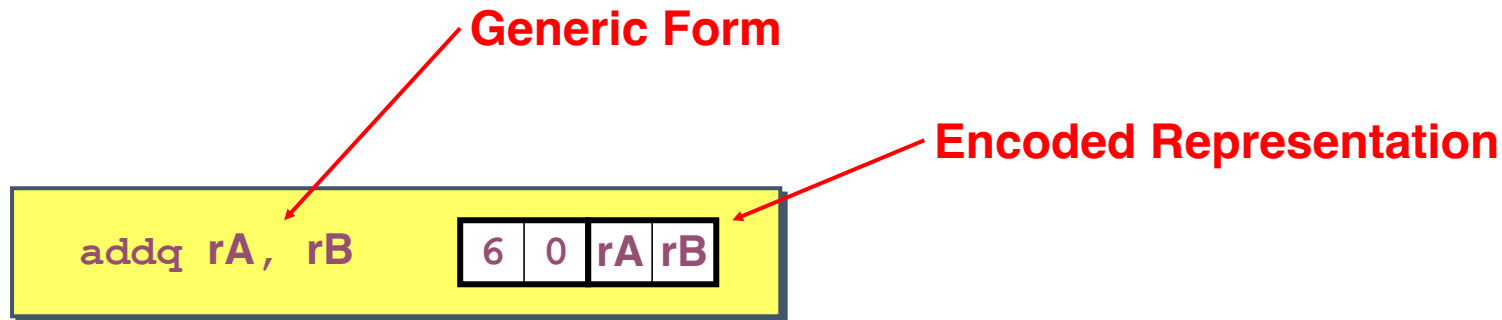 Generic Form
Encoded Representation
addq rA, rB 6 0 rA rB